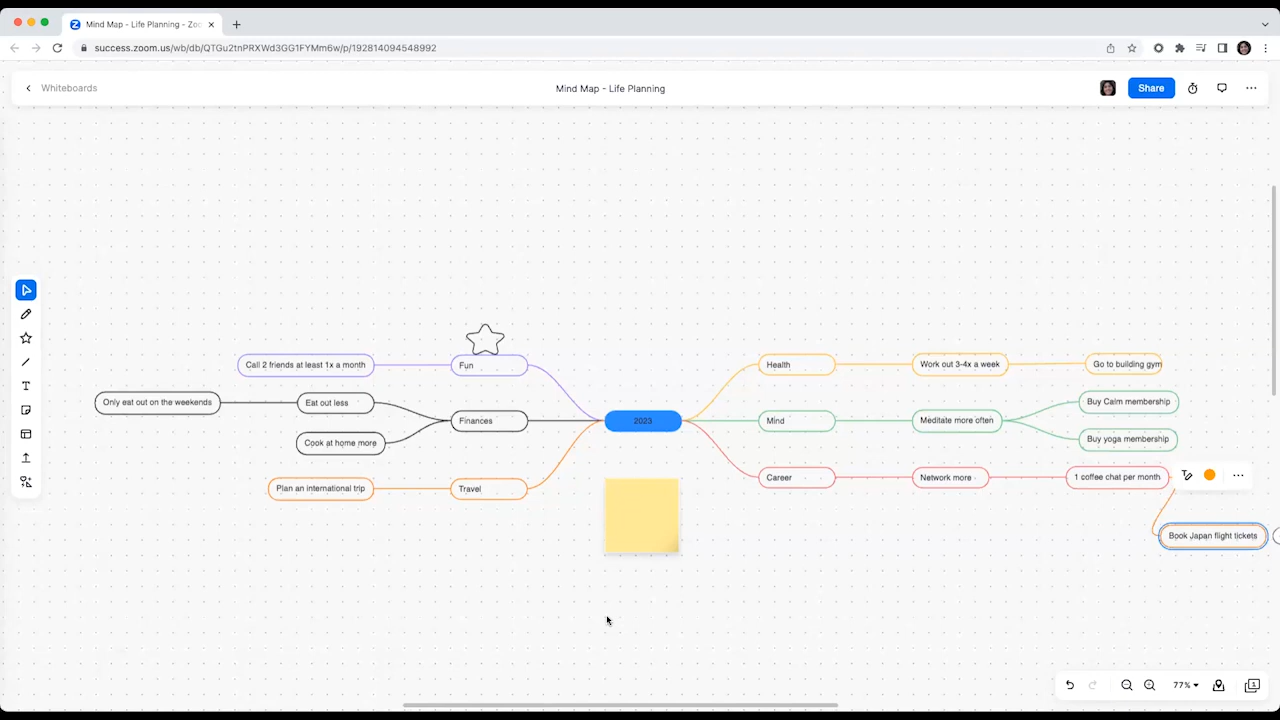 Mind Map - Life Planning - Zo
success.zoom.us/wb/db/QTGu2tnPRXWd3GG1FYMm6w/p/192814094548992
Whiteboards
Mind Map - Life Planning
Share
Call 2 friends at least 1x a month
Fun
Health
Work out 3-4x a week
Go to building gym
Only eat out on the weekends
Eat out less
Finances
2023
Mind
Meditate more often
Buy Calm membership
Cook at home more
Buy yoga membership
Plan an international trip
Travel
Career
Network more
1 coffee chat per month
Book Japan flight tickets
77%
1